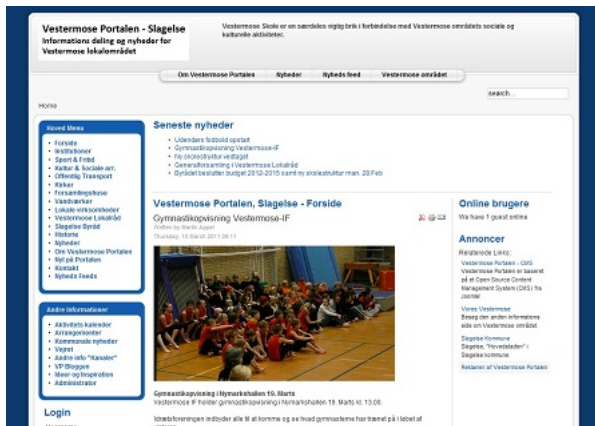 Vestermose Portalen - Slagelse
Informations deling og nyheder for
Vestermose lokalområdet
Vestermose Skole er en særdeles vigtig brik i forbindelse med Vestermose områdets sociale og
kulturelle aktiviteter.
Om Vestermose Portalen
Nyheder
Nyheds feed
Vestermose området
search...
Home
Hoved Menu
Forside
Institutioner
Sport & Fritid
Kultur & Sociale arr.
Offentlig Transport
Kirker
Forsamlingshuse
Vandværker
Lokale virksomheder
Vestermose Lokalråd
Slagelse Byråd
Historie
Nyheder
Om Vestermose Portalen
Nyt på Portalen
Kontakt
Nyheds Feeds
Andre Informationer
Aktivitets kalender
Arrangementer
Kommunale nyheder
Vejret
Andre info "Kanaler"
VP Bloggen
Moer og Inspiration
Administrator
Login
Seneste nyheder
Udendørs fodbold opstart
Gymnastikopvisning Vestermose-IF
Ny skolestruktur vedtaget
Generalforsamling i Vestermose Lokalråd
Byrådet beslutter budget 2012-2015 samt ny skolestruktur man. 28 Feb
Vestermose Portalen, Slagelse - Forside
Gymnastikopvisning Vestermose-IF
Written by Martin Appel
Thursday, 10 March 2011
Gymnastikopvisning i Nymarkshallen 19. Marts
Vestermose IF holder gymnastikopvisning i Nymarkshallen 19. Marts kl. 13.00.
Idrætsforeningen indbyder alle til at komme og se hvad gymnasterne har trænet på i løbet af
Online brugere
We have 1 guest online
Annoncer
Relaterede Links:
Vestermose Portalen - CMS
Vestermose Portalen er baseret
på et Open Source Content
Management System (CMS) fra
Joomla!
Vores Vestermose
Besøg den anden informations
side om Vestermose området.
Slagelse Kommune
Slagelse, "Hovedstaden" i
Slagelse kommune
Reklamer af Vestermose Portalen